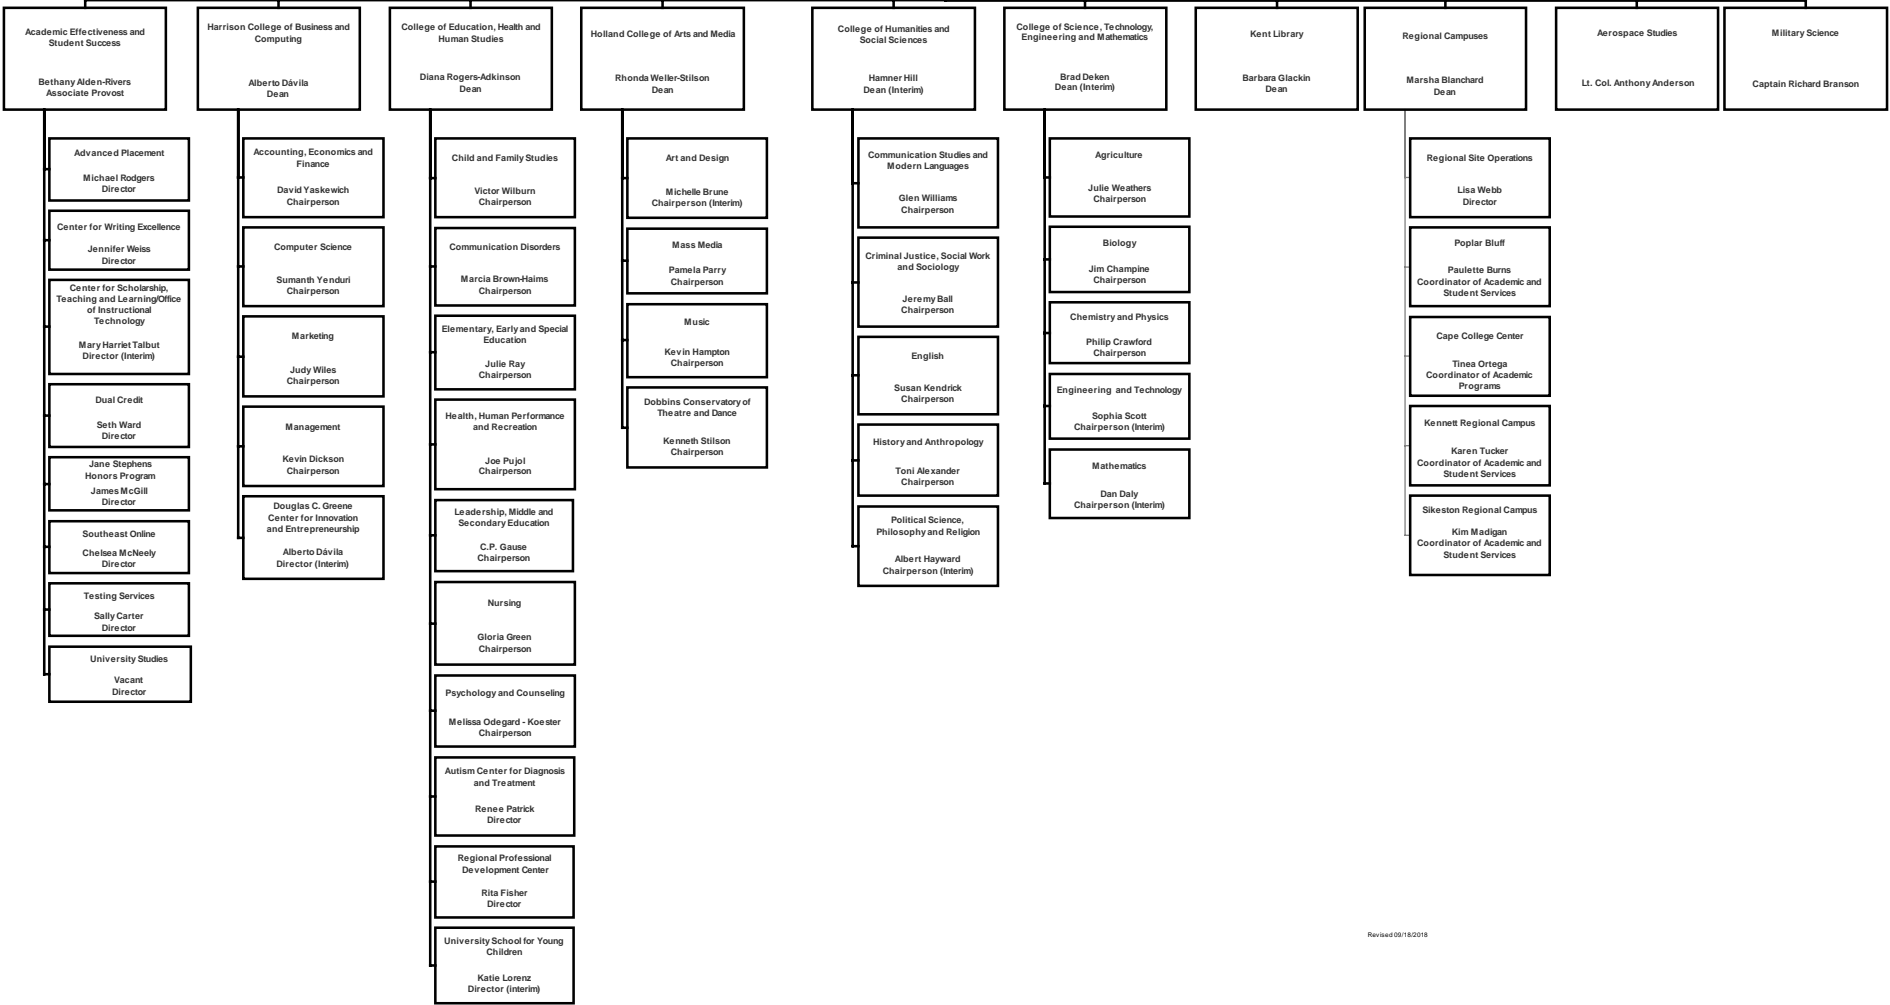 Academic Effectiveness and
Student Success
Bethany Alden-Rivers
Associate Provost
Advanced Placement
Michael Rodgers
Director
Center for Writing Excellence
Jennifer Weiss
Director
Center for Scholarship,
Teaching and Learning/Office
of Instructional
Technology
Mary Harriet Talbut
Director (Interim)
Dual Credit
Seth Ward
Director
Jane Stephens
Honors Program
James McGill
Director
Southeast Online
Chelsea McNeely
Director
Testing Services
Sally Carter
Director
University Studies
Vacant
Director
Harrison College of Business and
Computing
Alberto Dávila
Dean
Accounting, Economics and
Finance
David Yaskewich
Chairperson
Computer Science
Sumanth Yenduri
Chairperson
Marketing
Judy Wiles
Chairperson
Management
Kevin Dickson
Chairperson
Douglas C. Greene
Center for Innovation
and Entrepreneurship
Alberto Dávila
Director (Interim)
College of Education, Health and
Human Studies
Diana Rogers-Adkinson
Dean
Child and Family Studies
Victor Wilburn
Chairperson
Communication Disorders
Marcia Brown-Haims
Chairperson
Elementary, Early and Special
Education
Julie Ray
Chairperson
Health, Human Performance
and Recreation
Joe Pujol
Chairperson
Leadership, Middle and
Secondary Education
C.P. Gause
Chairperson
Nursing
Gloria Green
Chairperson
Psychology and Counseling
Melissa Odegard - Koester
Chairperson
Autism Center for Diagnosis
and Treatment
Renee Patrick
Director
Regional Professional
Development Center
Rita Fisher
Director
University School for Young
Children
Katie Lorenz
Director (interim)
Holland College of Arts and Media
Rhonda Weller-Stilson
Dean
Art and Design
Michelle Brune
Chairperson (Interim)
Mass Media
Pamela Parry
Chairperson
Music
Kevin Hampton
Chairperson
Dobbins Conservatory of
Theatre and Dance
Kenneth Stilson
Chairperson
College of Humanities and
Social Sciences
Hamner Hill
Dean (Interim)
Communication Studies and
Modern Languages
Glen Williams
Chairperson
Criminal Justice, Social Work
and Sociology
Jeremy Ball
Chairperson
English
Susan Kendrick
Chairperson
History and Anthropology
Toni Alexander
Chairperson
Political Science,
Philosophy and Religion
Albert Hayward
Chairperson (Interim)
College of Science, Technology,
Engineering and Mathematics
Brad Deken
Dean (Interim)
Agriculture
Julie Weathers
Chairperson
Biology
Jim Champine
Chairperson
Chemistry and Physics
Philip Crawford
Chairperson
Engineering and Technology
Sophia Scott
Chairperson (Interim)
Mathematics
Dan Daly
Chairperson (Interim)
Kent Library
Barbara Glackin
Dean
Regional Campuses
Marsha Blanchard
Dean
Regional Site Operations
Lisa Webb
Director
Poplar Bluff
Paulette Burns
Coordinator of Academic and
Student Services
Cape College Center
Tinea Ortega
Coordinator of Academic
Programs
Kennett Regional Campus
Karen Tucker
Coordinator of Academic and
Student Services
Sikeston Regional Campus
Kim Madigan
Coordinator of Academic and
Student Services
Aerospace Studies
Lt. Col. Anthony Anderson
Military Science
Captain Richard Branson
Revised 09/18/2018